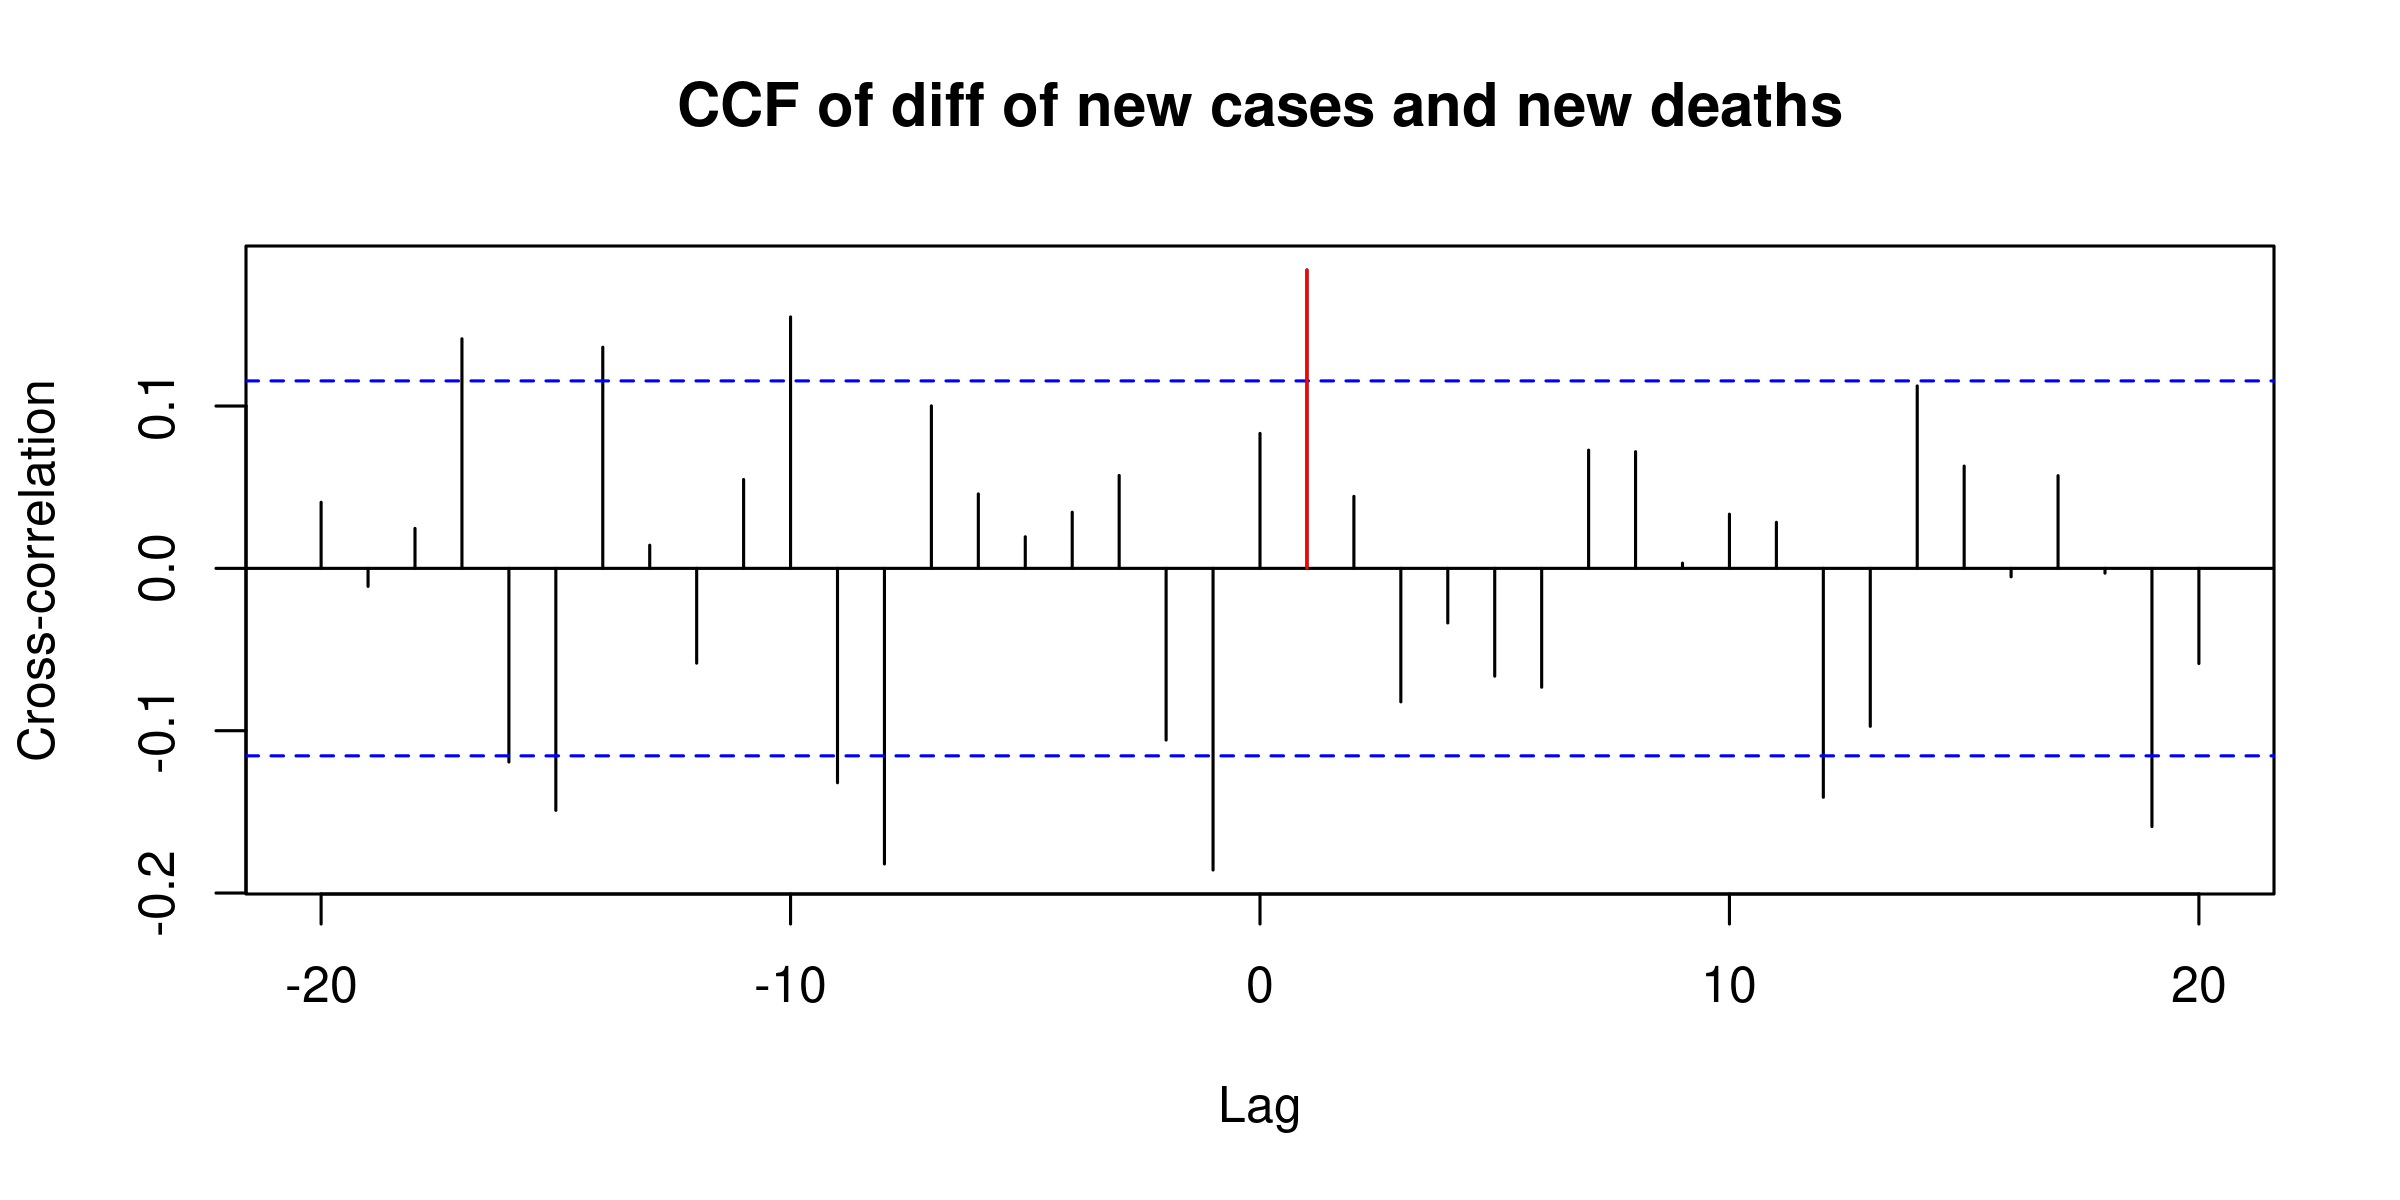 CCF of diff of new cases and new deaths
Cross-correlation
0.1
0.0
-0.1
-0.2
-20 -10 0 10 20
Lag